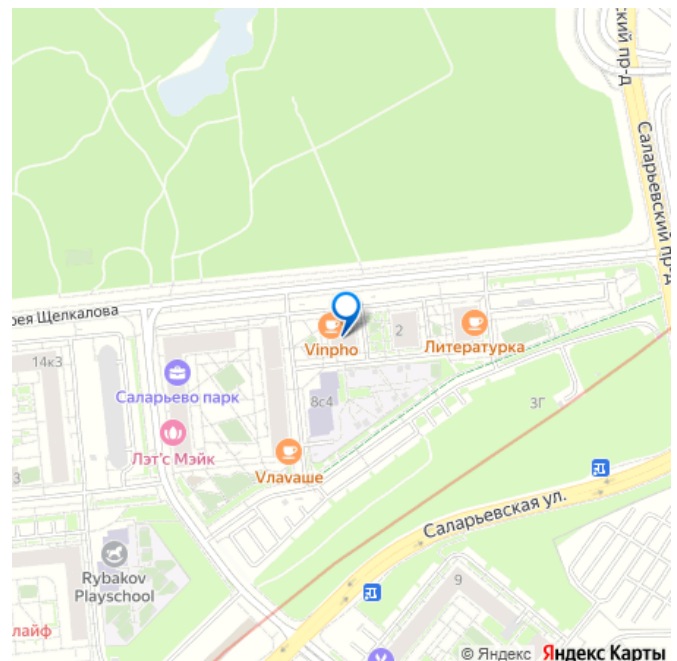 ский пр-д
Саларьевский пр-д
рея Щелкалова
14к3
Vinpho
2
Литературка
Саларьево парк
8с4
3Г
Лэт'с Мэйк
3
Vлаvаше
Саларьевская ул.
Rybakov
Playschool
9
лайф
© Яндекс Яндекс Карты